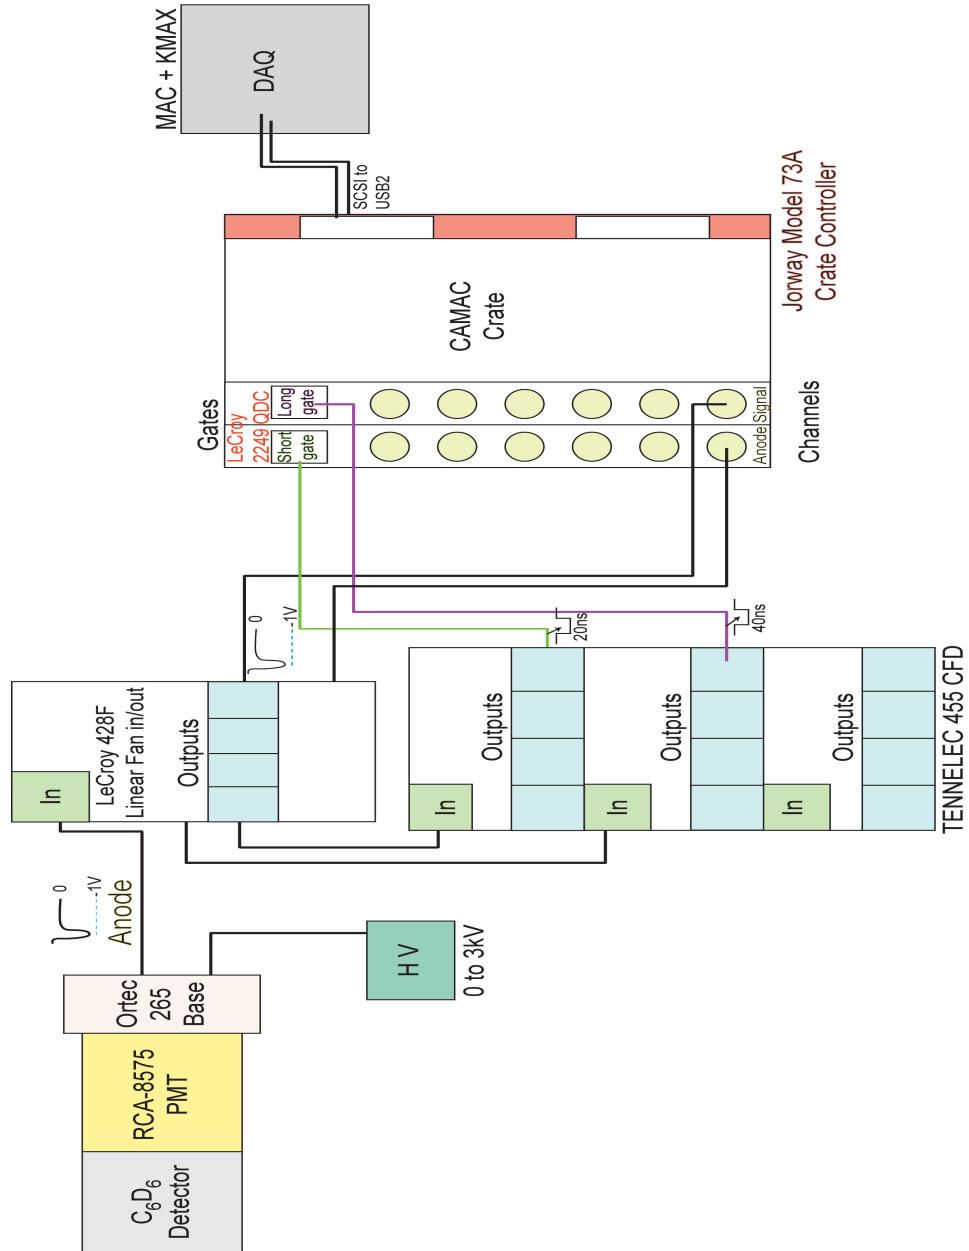 C6D6
Detector
RCA-8575
PMT
Ortec
265
Base
H V
0 to 3kV
Anode
0
-1V
In
LeCroy 428F
Linear Fan in/out
Outputs
0
-1V
In
Outputs
In
Outputs
In
Outputs
TENNELEC 455 CFD
20ns
40ns
Gates
LeCroy
2249 QDC
Short
gate
Long
gate
Anode Signal
Channels
CAMAC
Crate
Jorway Model 73A
Crate Controller
SCSI to
USB2
DAQ
MAC + KMAX